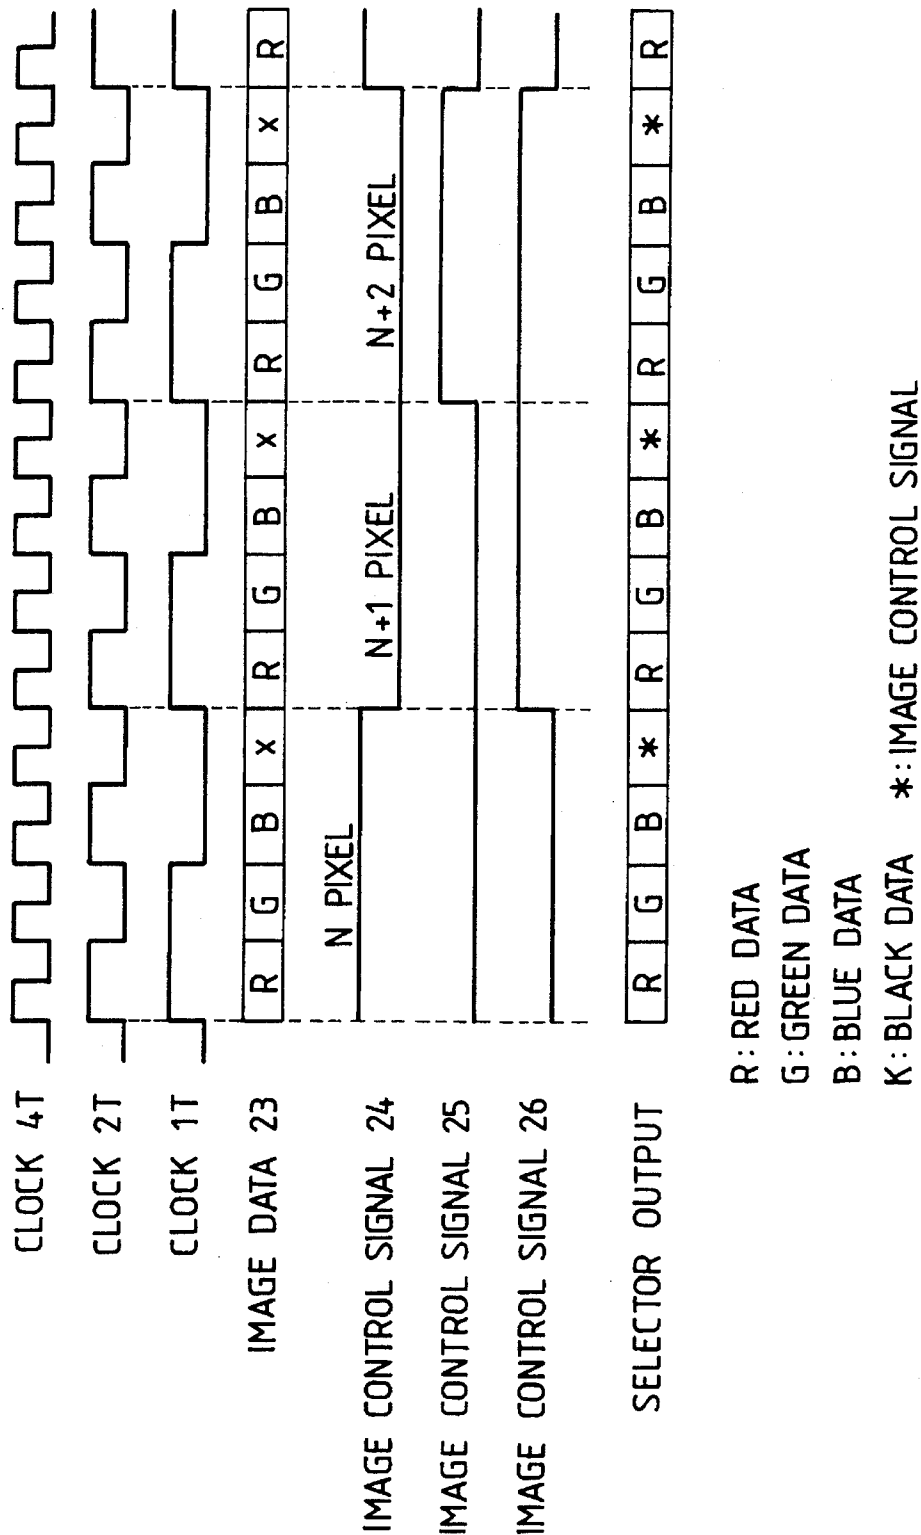 CLOCK 4T
CLOCK 2T
CLOCK 1T
IMAGE DATA 23 R G B x R G B x R G B x R
N PIXEL N+1 PIXEL N+2 PIXEL
IMAGE CONTROL SIGNAL 24
IMAGE CONTROL SIGNAL 25
IMAGE CONTROL SIGNAL 26
SELECTOR OUTPUT R G B * R G B * R G B * R
R: RED DATA
G: GREEN DATA
B: BLUE DATA
K: BLACK DATA *: IMAGE CONTROL SIGNAL